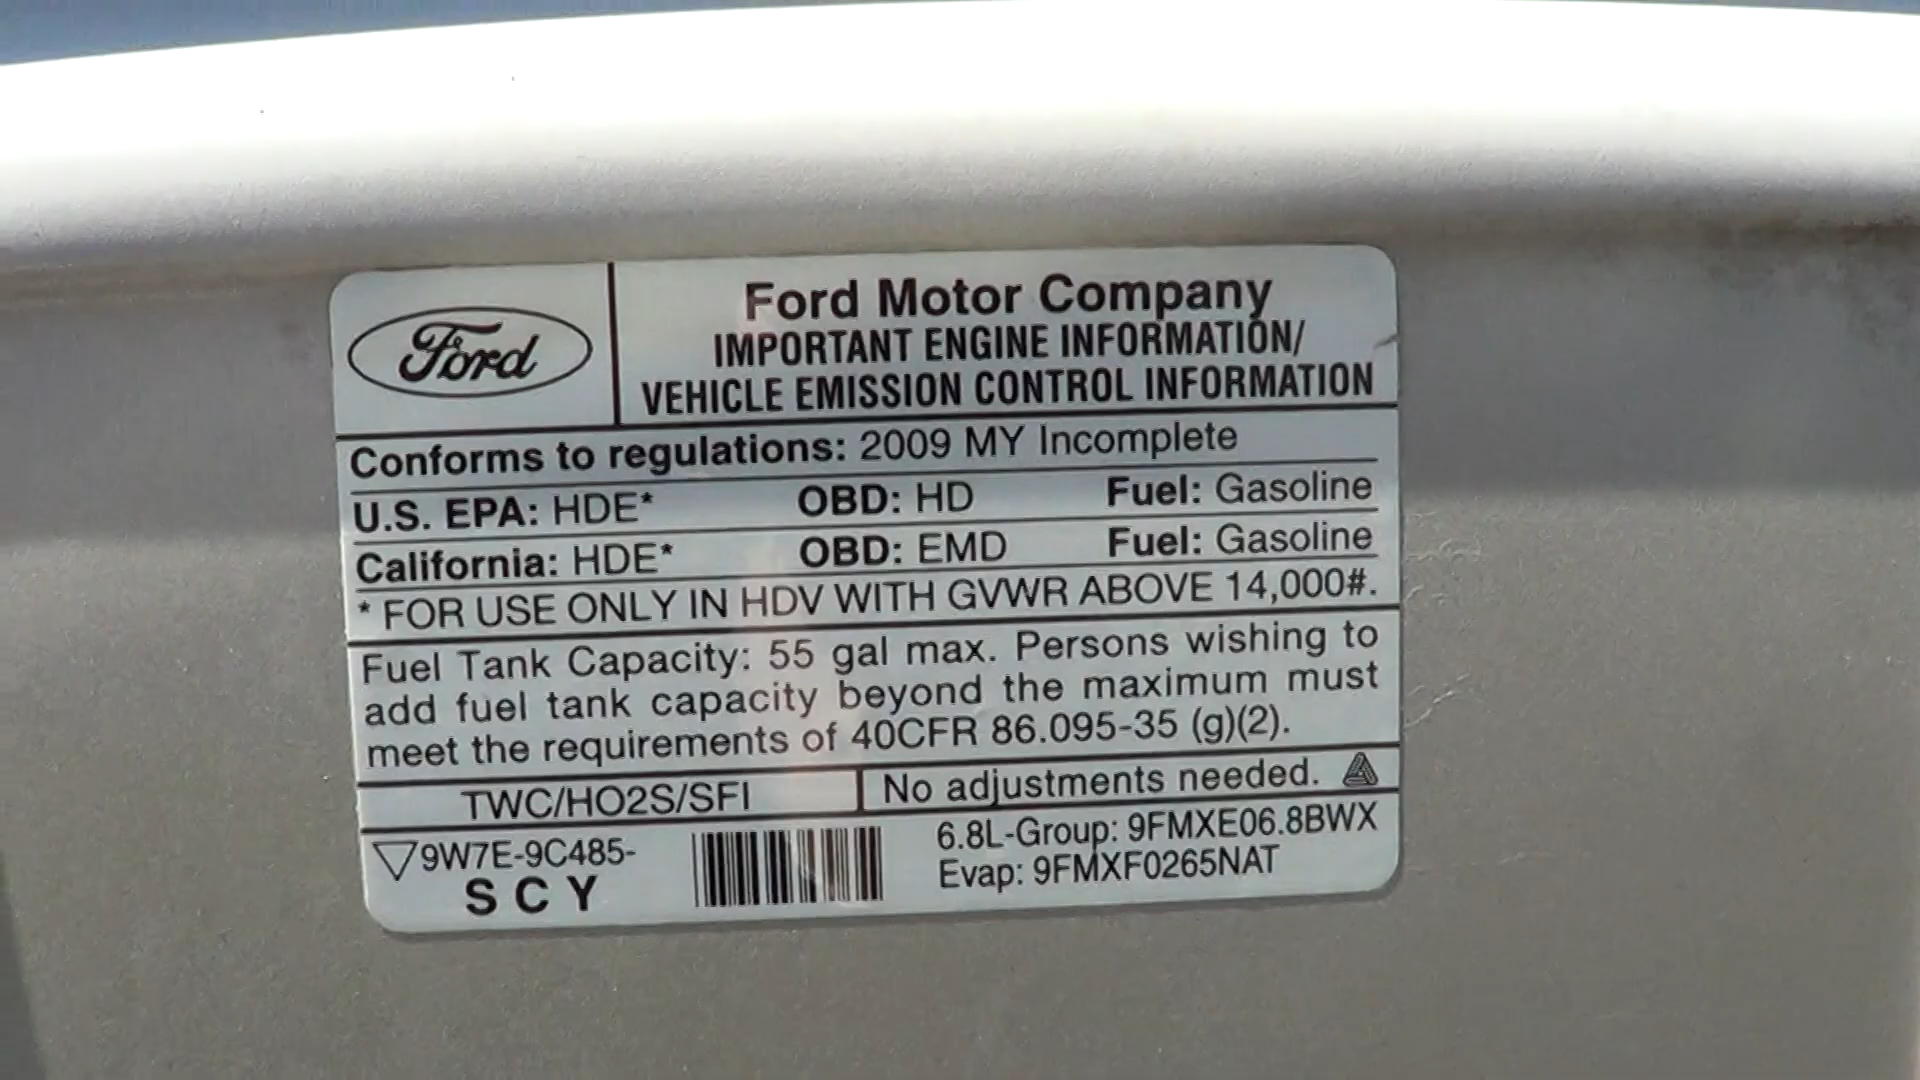 Ford
Ford Motor Company
IMPORTANT ENGINE INFORMATION/
VEHICLE EMISSION CONTROL INFORMATION
Conforms to regulations: 2009 MY Incomplete
U.S. EPA: HDE* OBD: HD Fuel: Gasoline
California: HDE* OBD: EMD Fuel: Gasoline
* FOR USE ONLY IN HDV WITH GVWR ABOVE 14,000#.
Fuel Tank Capacity: 55 gal max. Persons wishing to
add fuel tank capacity beyond the maximum must
meet the requirements of 40CFR 86.095-35 (g)(2).
TWC/HO2S/SFI No adjustments needed.
9W7E-9C485-
SCY
6.8L-Group: 9FMXE06.8BWX
Evap: 9FMXF0265NAT